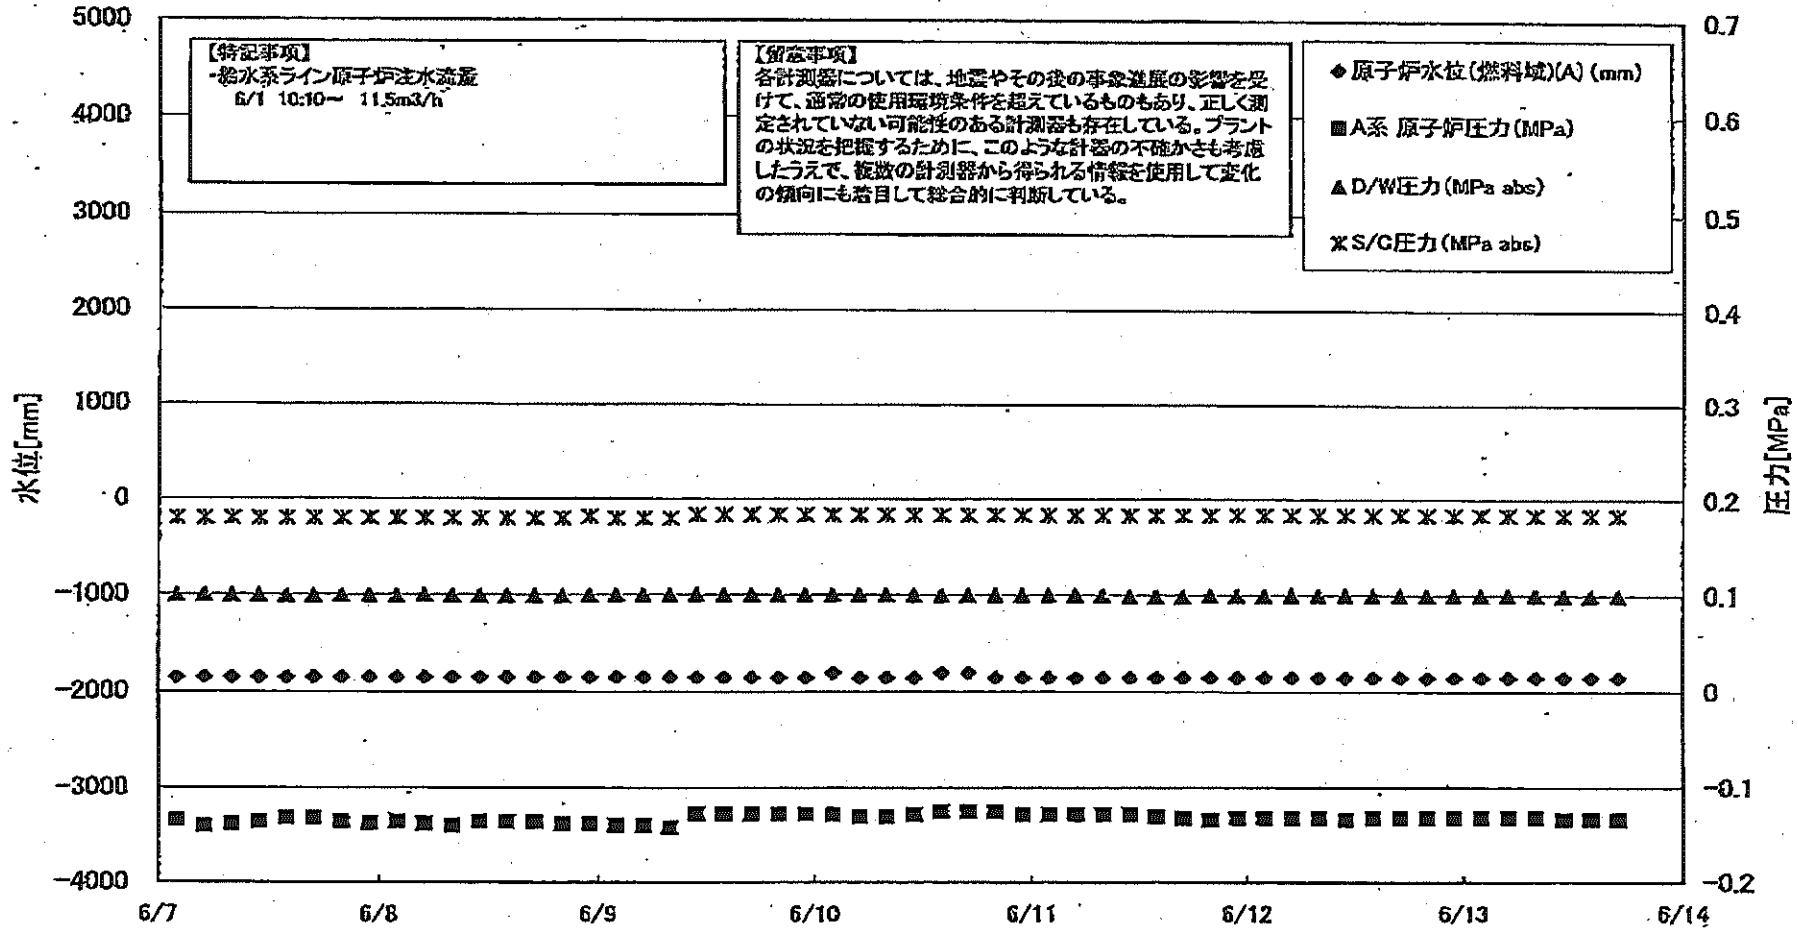 5000
4000
3000
2000
1000
0
-1000
-2000
-3000
-4000
水位[mm]
【特記事項】
・給水系ライン原子炉注水流量
6/1 10:10～ 11.5m3/h
【留意事項】
各計測器については、地震やその後の事象進展の影響を受
けて、通常の使用環境条件を超えているものもあり、正しく測
定されていない可能性のある計測器も存在している。プラント
の状況を把握するために、このような計器の不確かさも考慮
したうえで、複数の計測器から得られる情報を使用して変化
の傾向にも着目して総合的に判断している。
◆原子炉水位(燃料域)(A)(mm)
■A系 原子炉圧力(MPa)
▲D/W圧力(MPa abs)
※S/C圧力(MPa abs)
0.7
0.6
0.5
0.4
0.3
0.2
0.1
0
-0.1
-0.2
圧力[MPa]
6/7
6/8
6/9
6/10
6/11
6/12
6/13
6/14